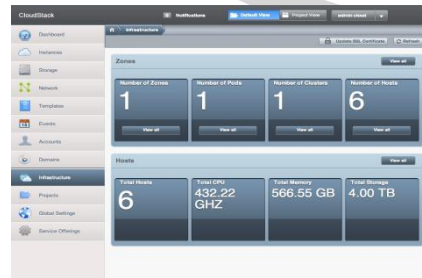 CloudStack
Notifications
Default View
Project View
admin cloud
Dashboard
Infrastructure
Update SSL Certificate
Refresh
Instances
Storage
Network
Templates
Events
Accounts
Domains
Infrastructure
Projects
Global Settings
Service Offerings
Zones
View all
Number of Zones
1
View all
Number of Pods
1
View all
Number of Clusters
1
View all
Number of Hosts
6
View all
Hosts
View all
Total Hosts
6
Total CPU
432.22
GHZ
Total Memory
566.55 GB
Total Storage
4.00 TB